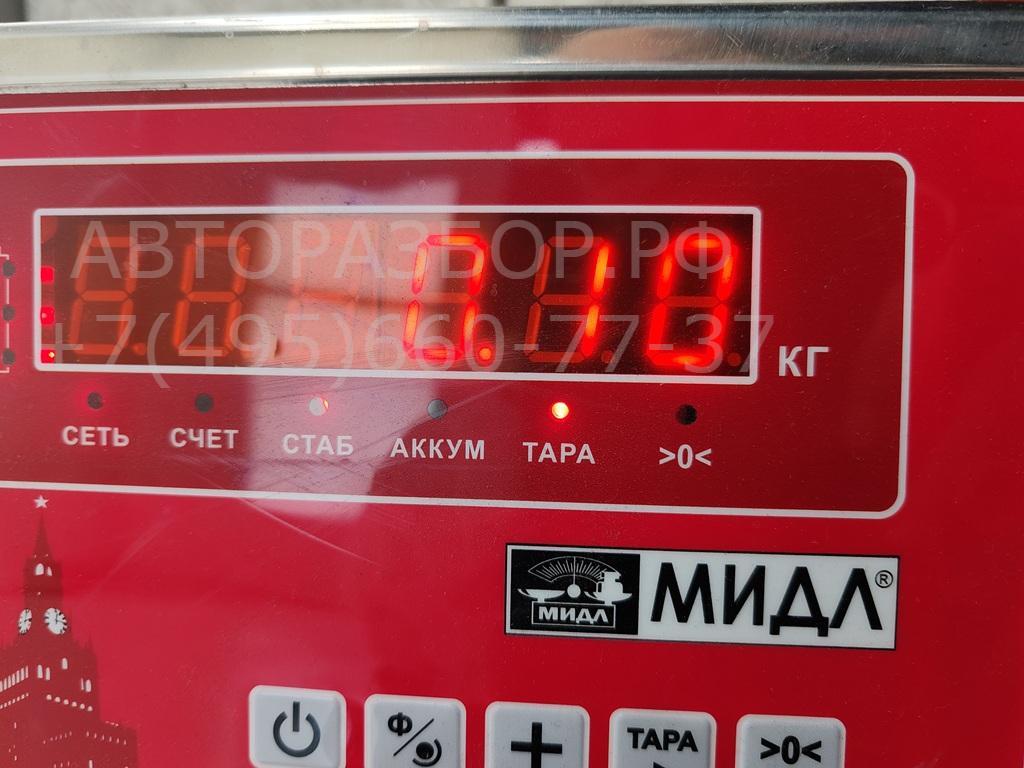 АВТОРАЗБОР.РФ
+7(495)660-77-37
0.10 КГ
СЕТЬ СЧЕТ СТАБ АККУМ ТАРА >0<
МИДЛ МИДЛ®
Ф/ + ТАРА >0<